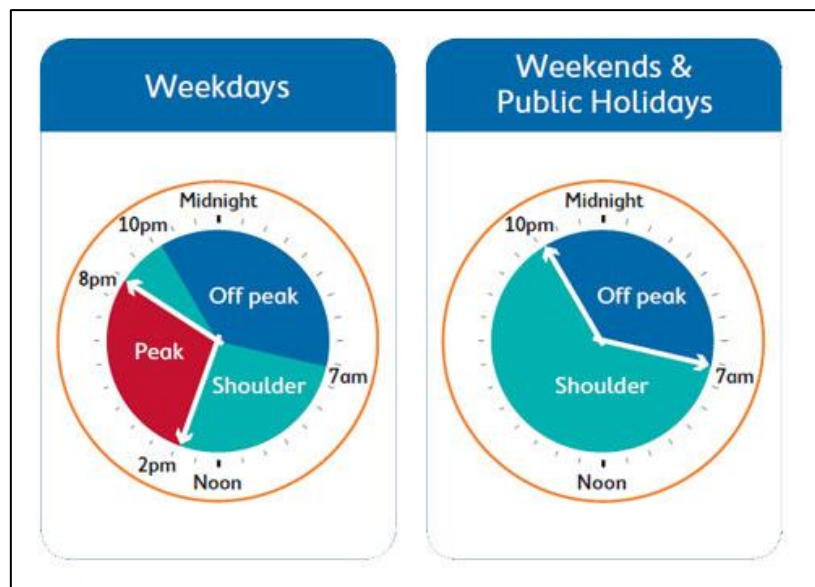 Weekdays
Midnight
10pm
8pm
Off peak
Peak
Shoulder
7am
2pm
Noon
Weekends &
Public Holidays
Midnight
10pm
Off peak
Shoulder
7am
Noon